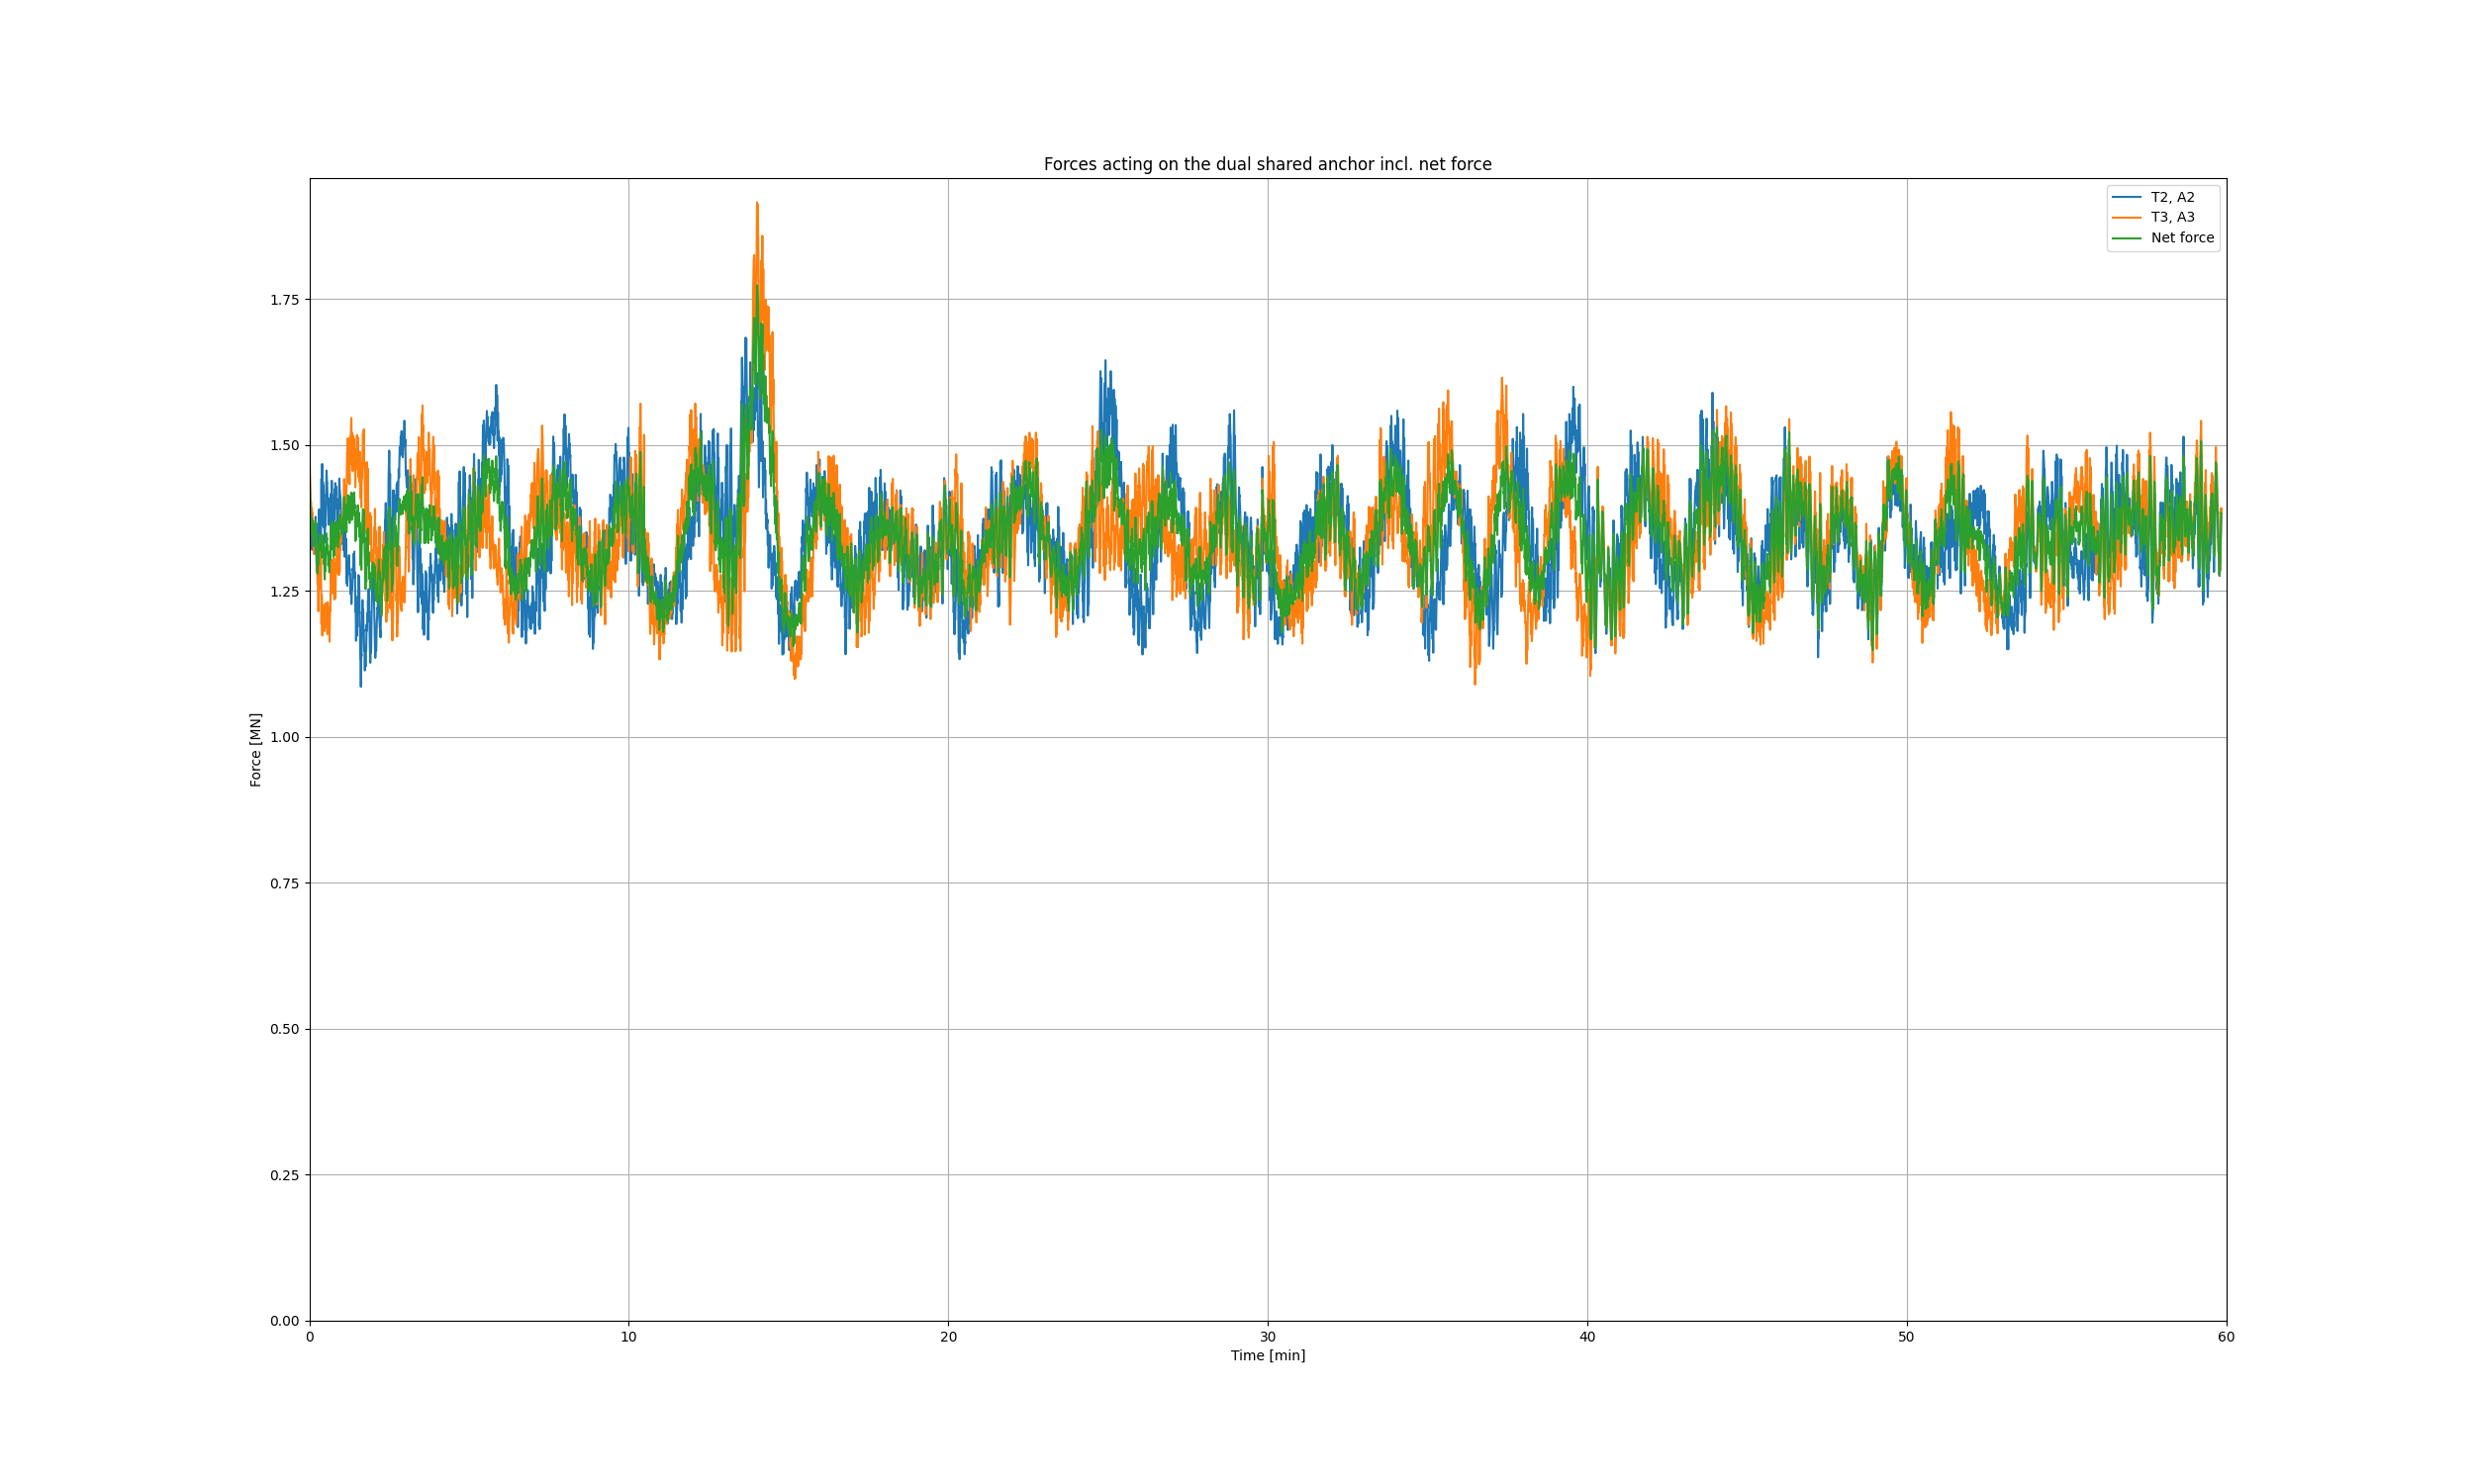 Forces acting on the dual shared anchor incl. net force
T2, A2
T3, A3
Net force
1.75
1.50
1.25
1.00
0.75
0.50
0.25
0.00
Force [MN]
0 10 20 30 40 50 60
Time [min]